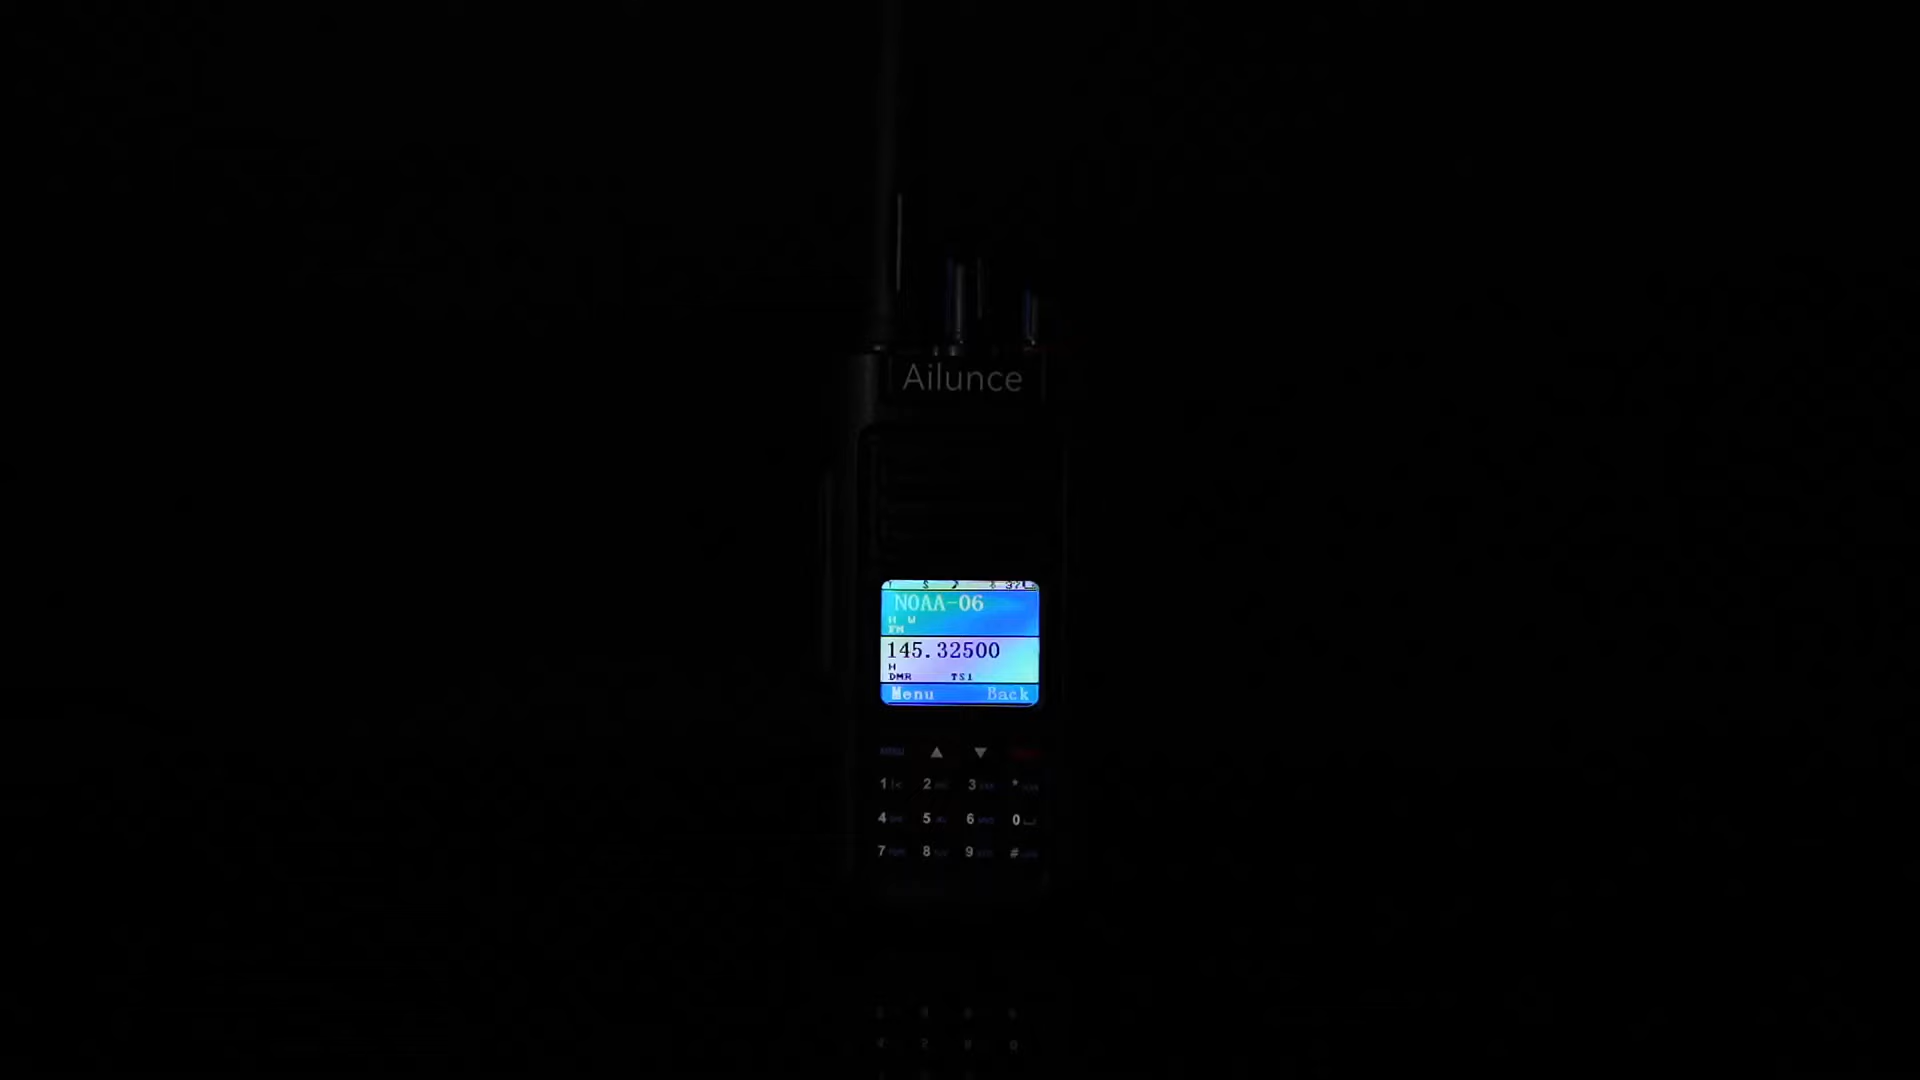 Ailunce
NOAA-06
H W
FM
145.32500
H
DMR TS1
Menu Back
MENU ▲ ▼
1 2 3 *
4 5 6 0
7 8 9 #